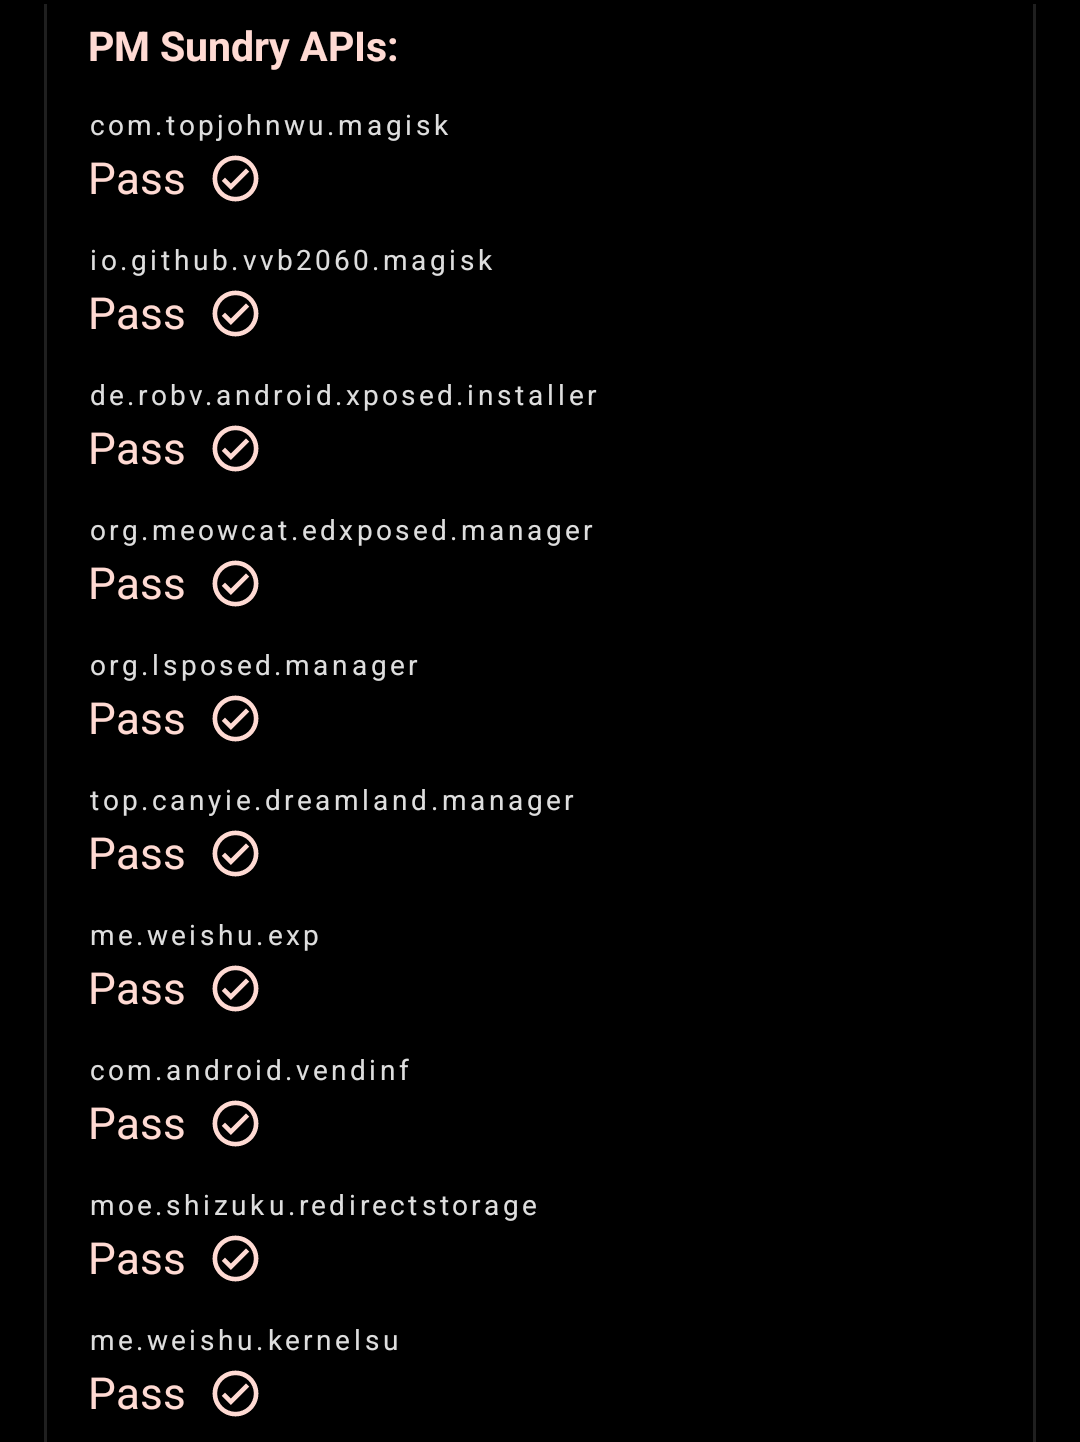 PM Sundry APIs:
com.topjohnwu.magisk
Pass
io.github.vvb2060.magisk
Pass
de.robv.android.xposed.installer
Pass
org.meowcat.edxposed.manager
Pass
org.lsposed.manager
Pass
top.canyie.dreamland.manager
Pass
me.weishu.exp
Pass
com.android.vendinf
Pass
moe.shizuku.redirectstorage
Pass
me.weishu.kernelsu
Pass